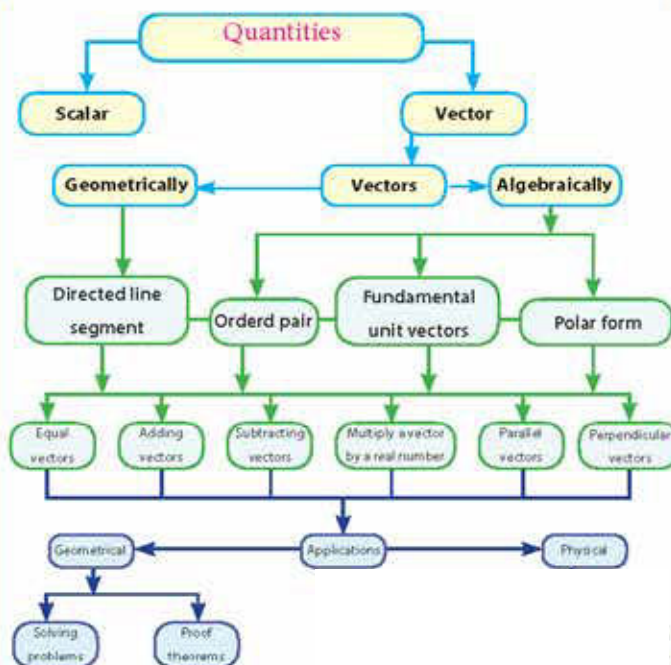 Quantities
Scalar
Vector
Geometrically
Vectors
Algebraically
Directed line
segment
Orderd pair
Fundamental
unit vectors
Polar form
Equal
vectors
Adding
vectors
Subtracting
vectors
Multiply a vector
by a real number
Parallel
vectors
Perpendicular
vectors
Geometrical
Applications
Physical
Solving
problems
Proof
theorems